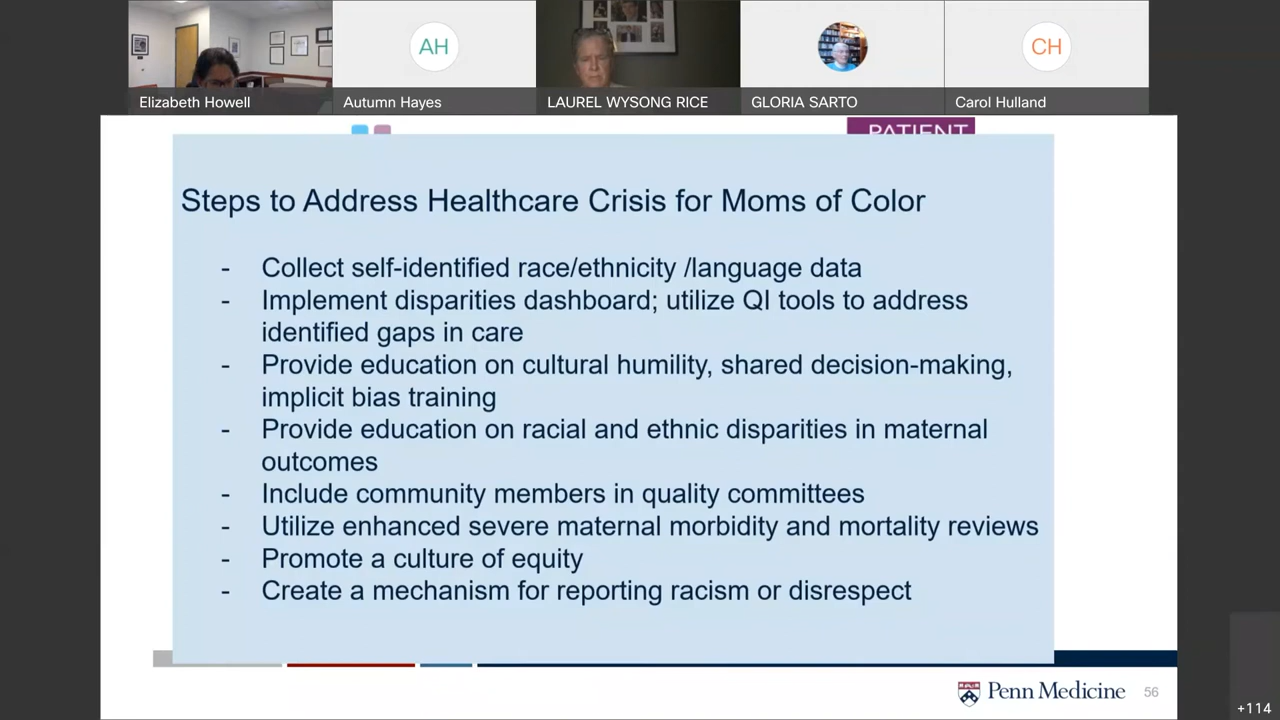 AH
CH
Elizabeth Howell
Autumn Hayes
LAUREL WYSONG RICE
GLORIA SARTO
Carol Hulland
PATIENT
Steps to Address Healthcare Crisis for Moms of Color
- Collect self-identified race/ethnicity /language data
- Implement disparities dashboard; utilize QI tools to address
identified gaps in care
- Provide education on cultural humility, shared decision-making,
implicit bias training
- Provide education on racial and ethnic disparities in maternal
outcomes
- Include community members in quality committees
- Utilize enhanced severe maternal morbidity and mortality reviews
- Promote a culture of equity
- Create a mechanism for reporting racism or disrespect
Penn Medicine
56
+114